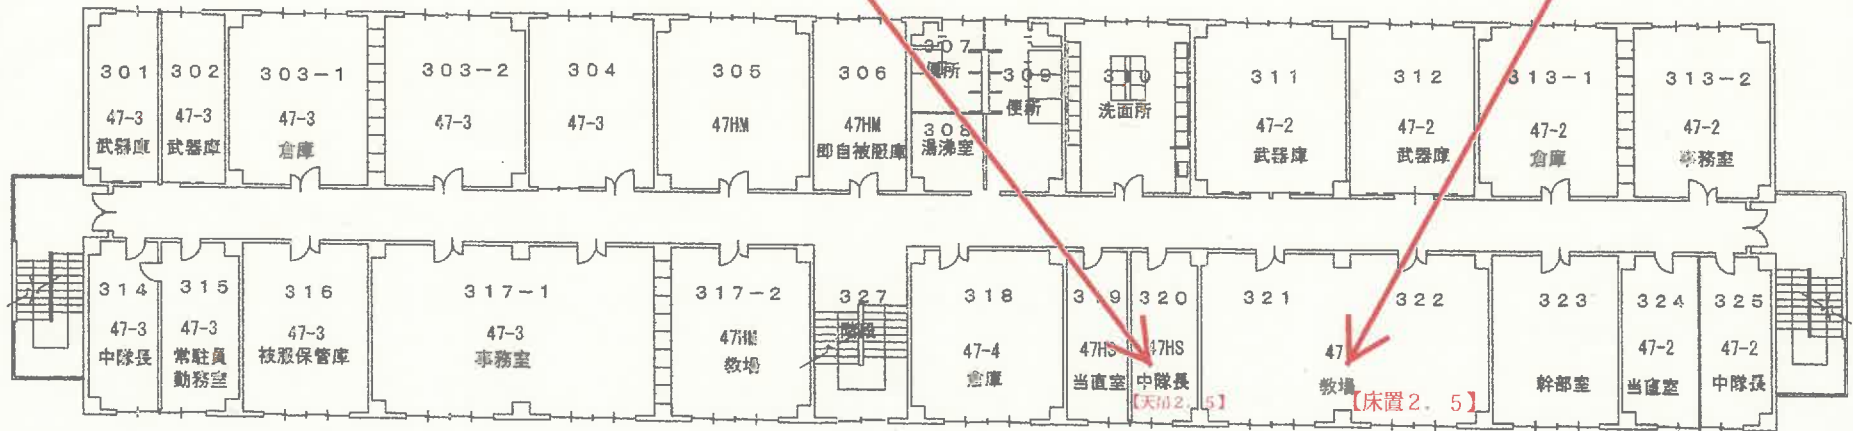 301
47-3
武器庫
302
47-3
武器庫
303-1
47-3
倉庫
303-2
47-3
304
47-3
305
47HM
306
47HM
即自被服庫
307
便所
308
湯沸室
309
便所
310
洗面所
311
47-2
武器庫
312
47-2
武器庫
313-1
47-2
倉庫
313-2
47-2
事務室
314
47-3
中隊長
315
47-3
常駐員
勤務室
316
47-3
被服保管庫
317-1
47-3
事務室
317-2
47HM
教場
327
階段
318
47-4
倉庫
319
47HS
当直室
320
47HS
中隊長
【天吊2.5】
321
322
47
教場
【床置2.5】
323
幹部室
324
47-2
当直室
325
47-2
中隊長